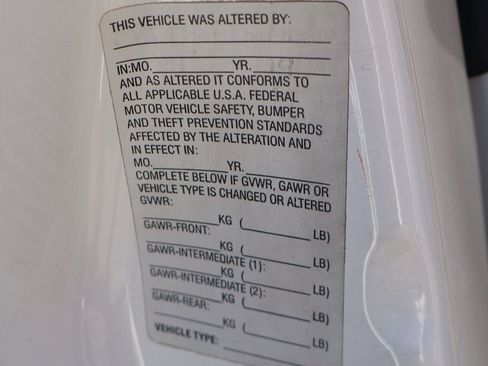 THIS VEHICLE WAS ALTERED BY:
IN:MO. YR.
AND AS ALTERED IT CONFORMS TO
ALL APPLICABLE U.S.A. FEDERAL
MOTOR VEHICLE SAFETY, BUMPER
AND THEFT PREVENTION STANDARDS
AFFECTED BY THE ALTERATION AND
IN EFFECT IN:
MO. YR.
COMPLETE BELOW IF GVWR, GAWR OR
VEHICLE TYPE IS CHANGED OR ALTERED
GVWR:
KG ( LB)
GAWR-FRONT:
KG ( LB)
GAWR-INTERMEDIATE (1):
KG ( LB)
GAWR-INTERMEDIATE (2):
KG ( LB)
GAWR-REAR:
KG ( LB)
VEHICLE TYPE: